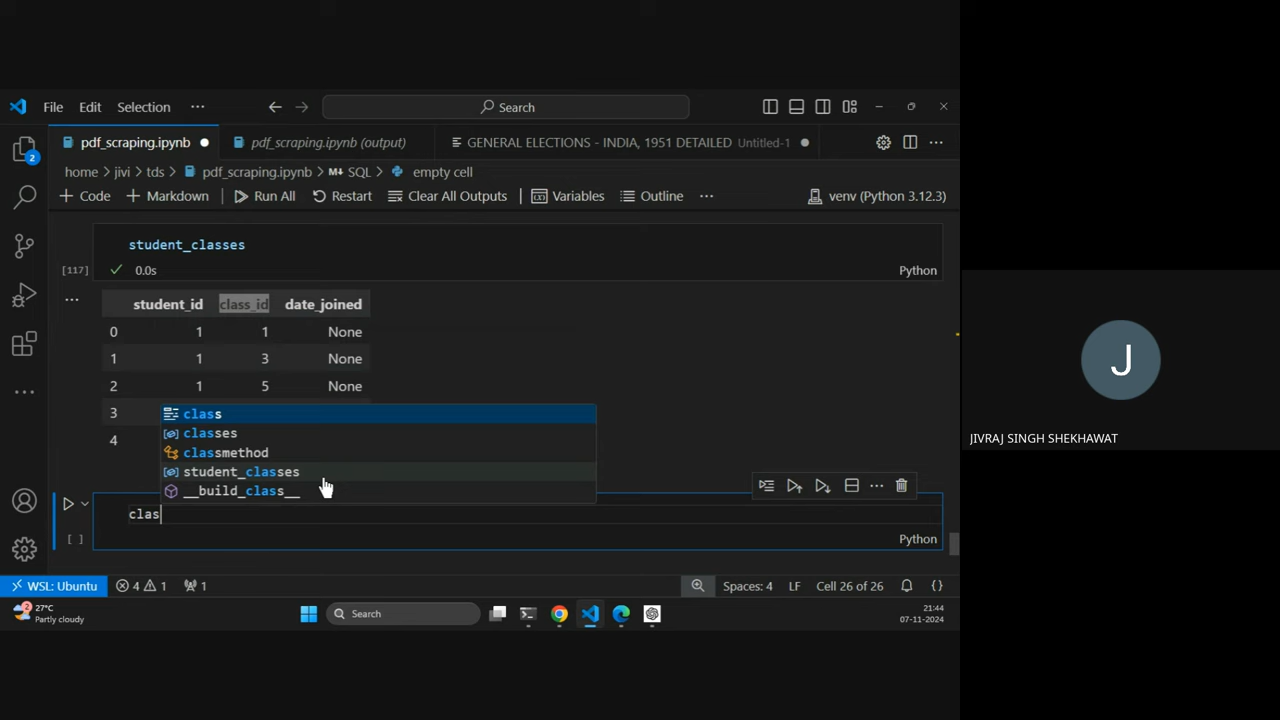 File Edit Selection ··· Search
pdf_scraping.ipynb pdf_scraping.ipynb (output) GENERAL ELECTIONS - INDIA, 1951 DETAILED Untitled-1
2
home > jivi > tds > pdf_scraping.ipynb > M↓ SQL > empty cell
+ Code + Markdown Run All Restart Clear All Outputs Variables Outline ··· venv (Python 3.12.3)
student_classes
[117] 0.0s Python
student_id class_id date_joined
0 1 1 None
1 1 3 None
2 1 5 None
3
4
class
classes
classmethod
student_classes
__build_class__
clas
[ ] Python
WSL: Ubuntu 4 1 1 Spaces: 4 LF Cell 26 of 26 {}
2 27°C
Partly cloudy
Search
21:44
07-11-2024
J
JIVRAJ SINGH SHEKHAWAT